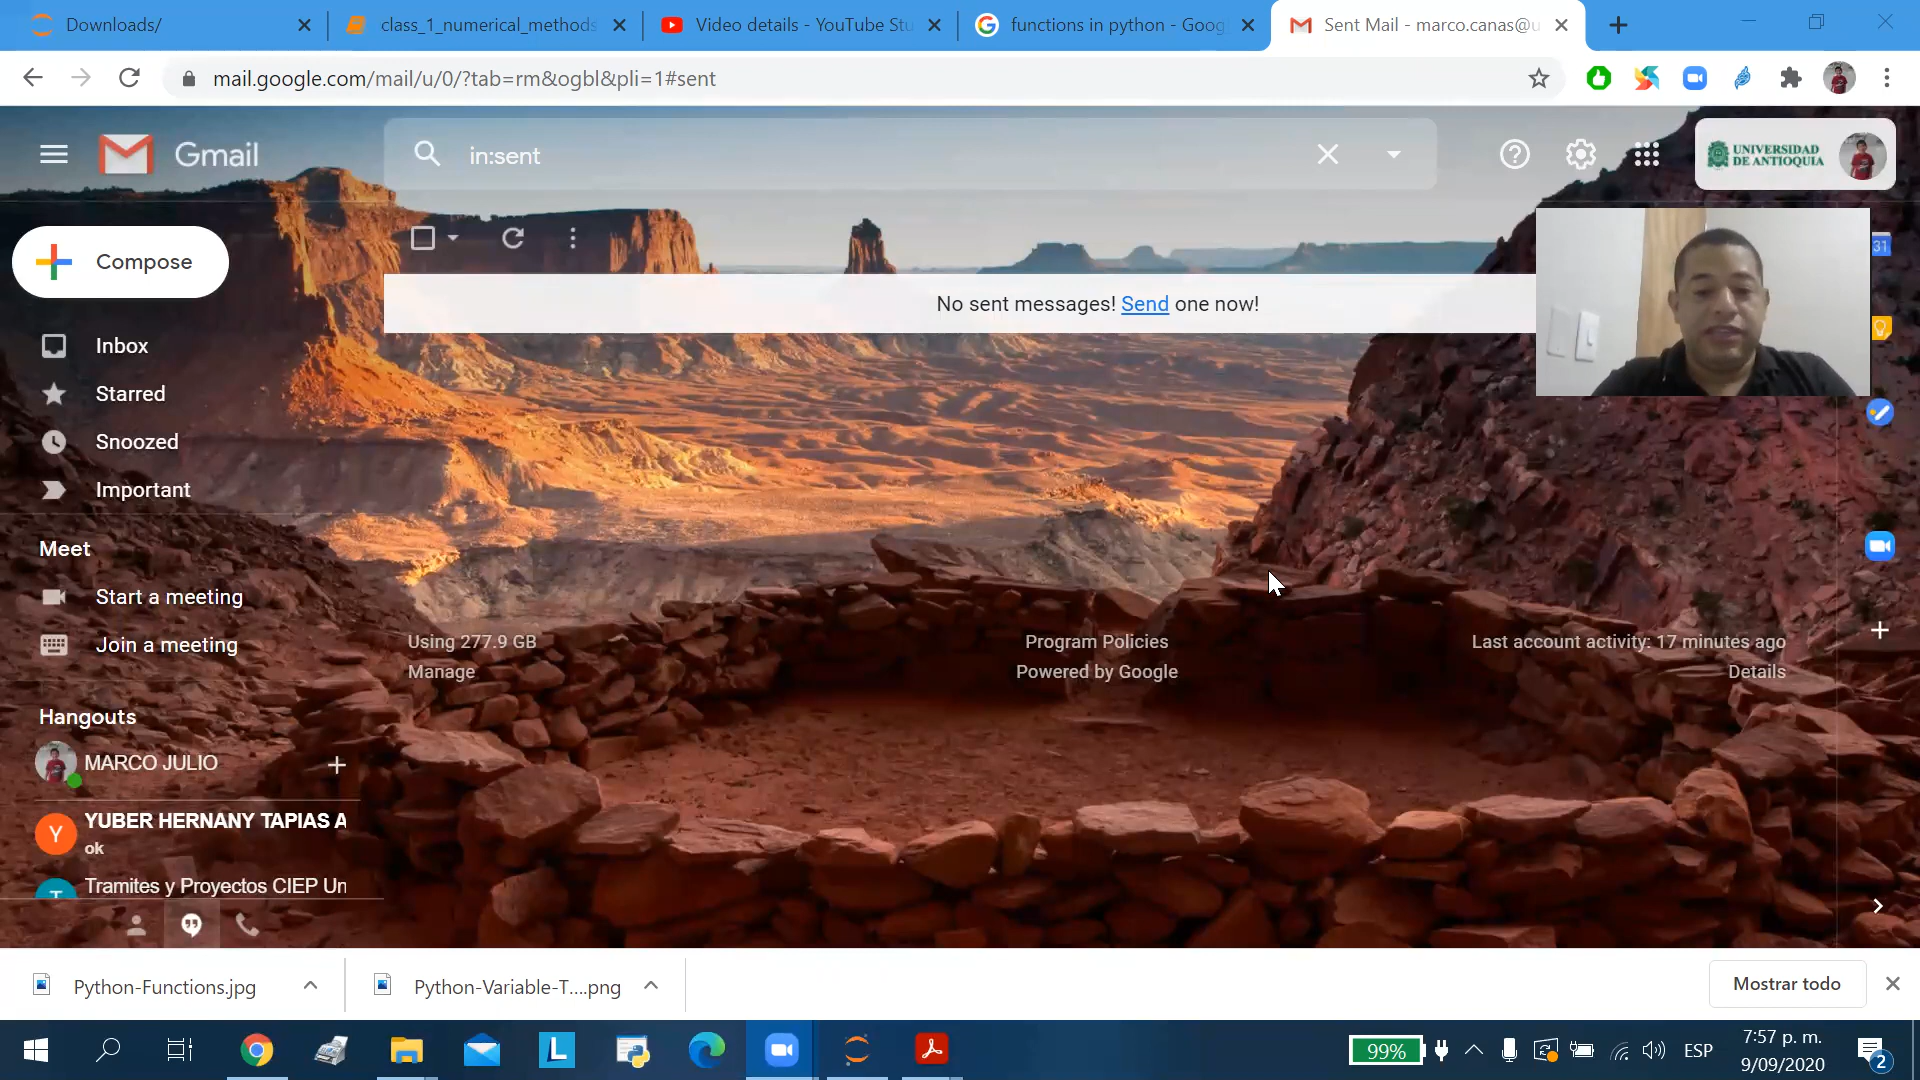 Downloads/
class_1_numerical_methods
Video details - YouTube Stu
functions in python - Goog
Sent Mail - marco.canas@u
mail.google.com/mail/u/0/?tab=rm&ogbl&pli=1#sent
Gmail
in:sent
UNIVERSIDAD
DE ANTIOQUIA
Compose
31
No sent messages! Send one now!
Inbox
Starred
Snoozed
Important
Meet
Start a meeting
Join a meeting
Using 277.9 GB
Manage
Program Policies
Powered by Google
Last account activity: 17 minutes ago
Details
Hangouts
MARCO JULIO
Y
YUBER HERNANY TAPIAS A
ok
T
Tramites y Proyectos CIEP Un
Python-Functions.jpg
Python-Variable-T....png
Mostrar todo
L
99%
ESP
7:57 p. m.
9/09/2020
2